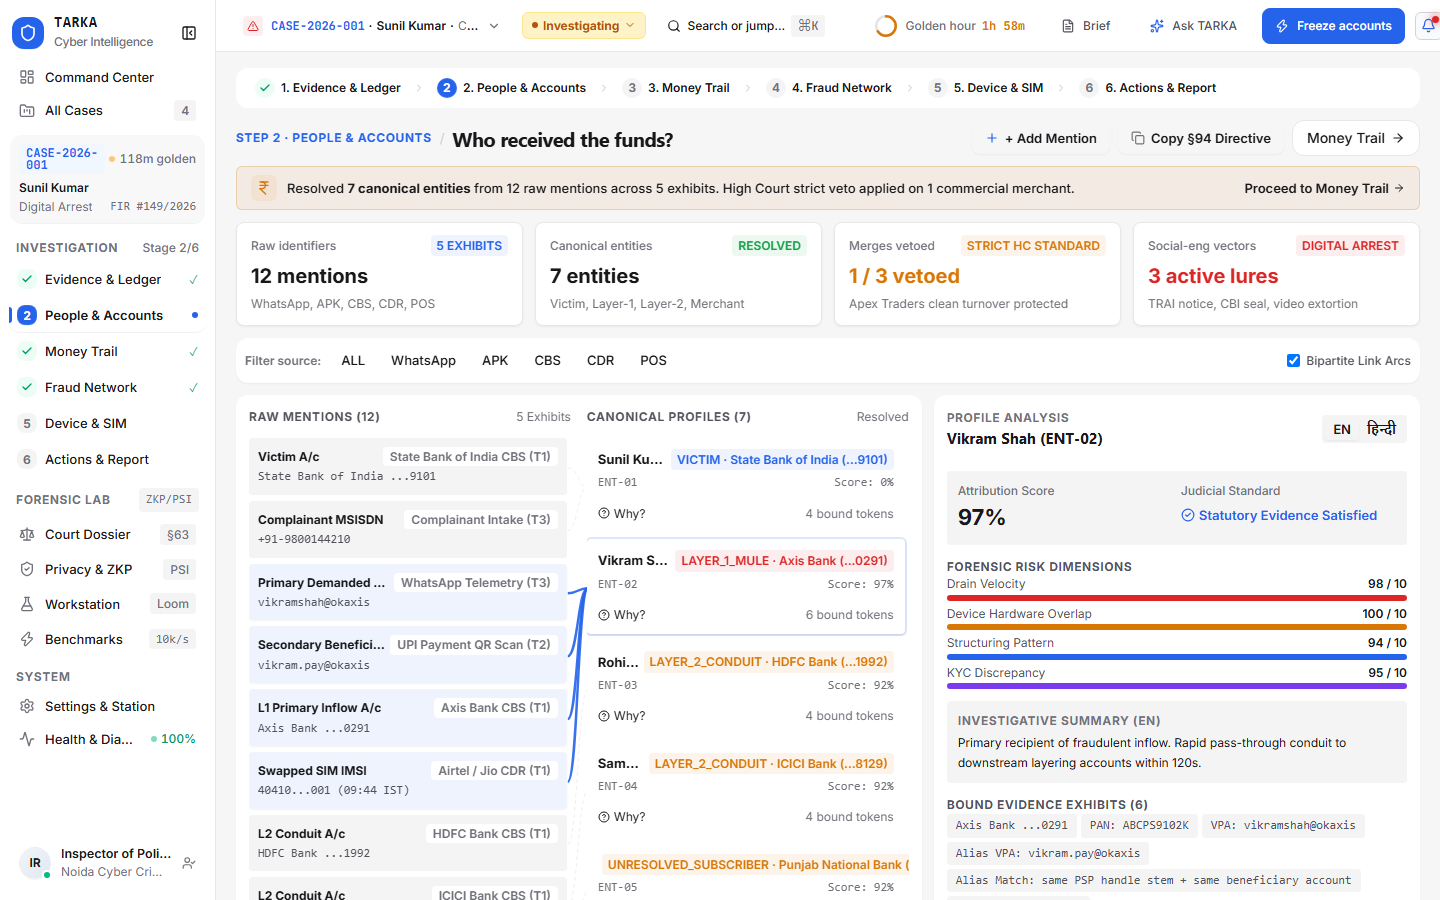 TARKA
Cyber Intelligence
Command Center
All Cases 4
CASE-2026-001
118m golden
Sunil Kumar
Digital Arrest FIR #149/2026
INVESTIGATION Stage 2/6
Evidence & Ledger ✓
2 People & Accounts
Money Trail ✓
Fraud Network ✓
5 Device & SIM
6 Actions & Report
FORENSIC LAB ZKP/PSI
Court Dossier §63
Privacy & ZKP PSI
Workstation Loom
Benchmarks 10k/s
SYSTEM
Settings & Station
Health & Dia... 100%
IR Inspector of Poli...
Noida Cyber Cri...
CASE-2026-001 · Sunil Kumar · C...
Investigating
Search or jump... ⌘K
Golden hour 1h 58m
Brief
Ask TARKA
Freeze accounts
1. Evidence & Ledger
2 2. People & Accounts
3 3. Money Trail
4 4. Fraud Network
5 5. Device & SIM
6 6. Actions & Report
STEP 2 · PEOPLE & ACCOUNTS / Who received the funds?
+ + Add Mention
Copy §94 Directive
Money Trail →
₹ Resolved 7 canonical entities from 12 raw mentions across 5 exhibits. High Court strict veto applied on 1 commercial merchant.
Proceed to Money Trail →
Raw identifiers 5 EXHIBITS
12 mentions
WhatsApp, APK, CBS, CDR, POS
Canonical entities RESOLVED
7 entities
Victim, Layer-1, Layer-2, Merchant
Merges vetoed STRICT HC STANDARD
1 / 3 vetoed
Apex Traders clean turnover protected
Social-eng vectors DIGITAL ARREST
3 active lures
TRAI notice, CBI seal, video extortion
Filter source: ALL WhatsApp APK CBS CDR POS
Bipartite Link Arcs
RAW MENTIONS (12) 5 Exhibits
Victim A/c State Bank of India CBS (T1)
State Bank of India ...9101
Complainant MSISDN Complainant Intake (T3)
+91-9800144210
Primary Demanded ... WhatsApp Telemetry (T3)
vikramshah@okaxis
Secondary Benefici... UPI Payment QR Scan (T2)
vikram.pay@okaxis
L1 Primary Inflow A/c Axis Bank CBS (T1)
Axis Bank ...0291
Swapped SIM IMSI Airtel / Jio CDR (T1)
40410...001 (09:44 IST)
L2 Conduit A/c HDFC Bank CBS (T1)
HDFC Bank ...1992
L2 Conduit A/c ICICI Bank CBS (T1)
CANONICAL PROFILES (7) Resolved
Sunil Ku... VICTIM · State Bank of India (...9101)
ENT-01 Score: 0%
Why? 4 bound tokens
Vikram S... LAYER_1_MULE · Axis Bank (...0291)
ENT-02 Score: 97%
Why? 6 bound tokens
Rohi... LAYER_2_CONDUIT · HDFC Bank (...1992)
ENT-03 Score: 92%
Why? 4 bound tokens
Sam... LAYER_2_CONDUIT · ICICI Bank (...8129)
ENT-04 Score: 92%
Why? 4 bound tokens
UNRESOLVED_SUBSCRIBER · Punjab National Bank (
ENT-05 Score: 92%
PROFILE ANALYSIS
Vikram Shah (ENT-02)
EN हिन्दी
Attribution Score
97%
Judicial Standard
Statutory Evidence Satisfied
FORENSIC RISK DIMENSIONS
Drain Velocity 98 / 10
Device Hardware Overlap 100 / 10
Structuring Pattern 94 / 10
KYC Discrepancy 95 / 10
INVESTIGATIVE SUMMARY (EN)
Primary recipient of fraudulent inflow. Rapid pass-through conduit to
downstream layering accounts within 120s.
BOUND EVIDENCE EXHIBITS (6)
Axis Bank ...0291 PAN: ABCPS9102K VPA: vikramshah@okaxis
Alias VPA: vikram.pay@okaxis
Alias Match: same PSP handle stem + same beneficiary account